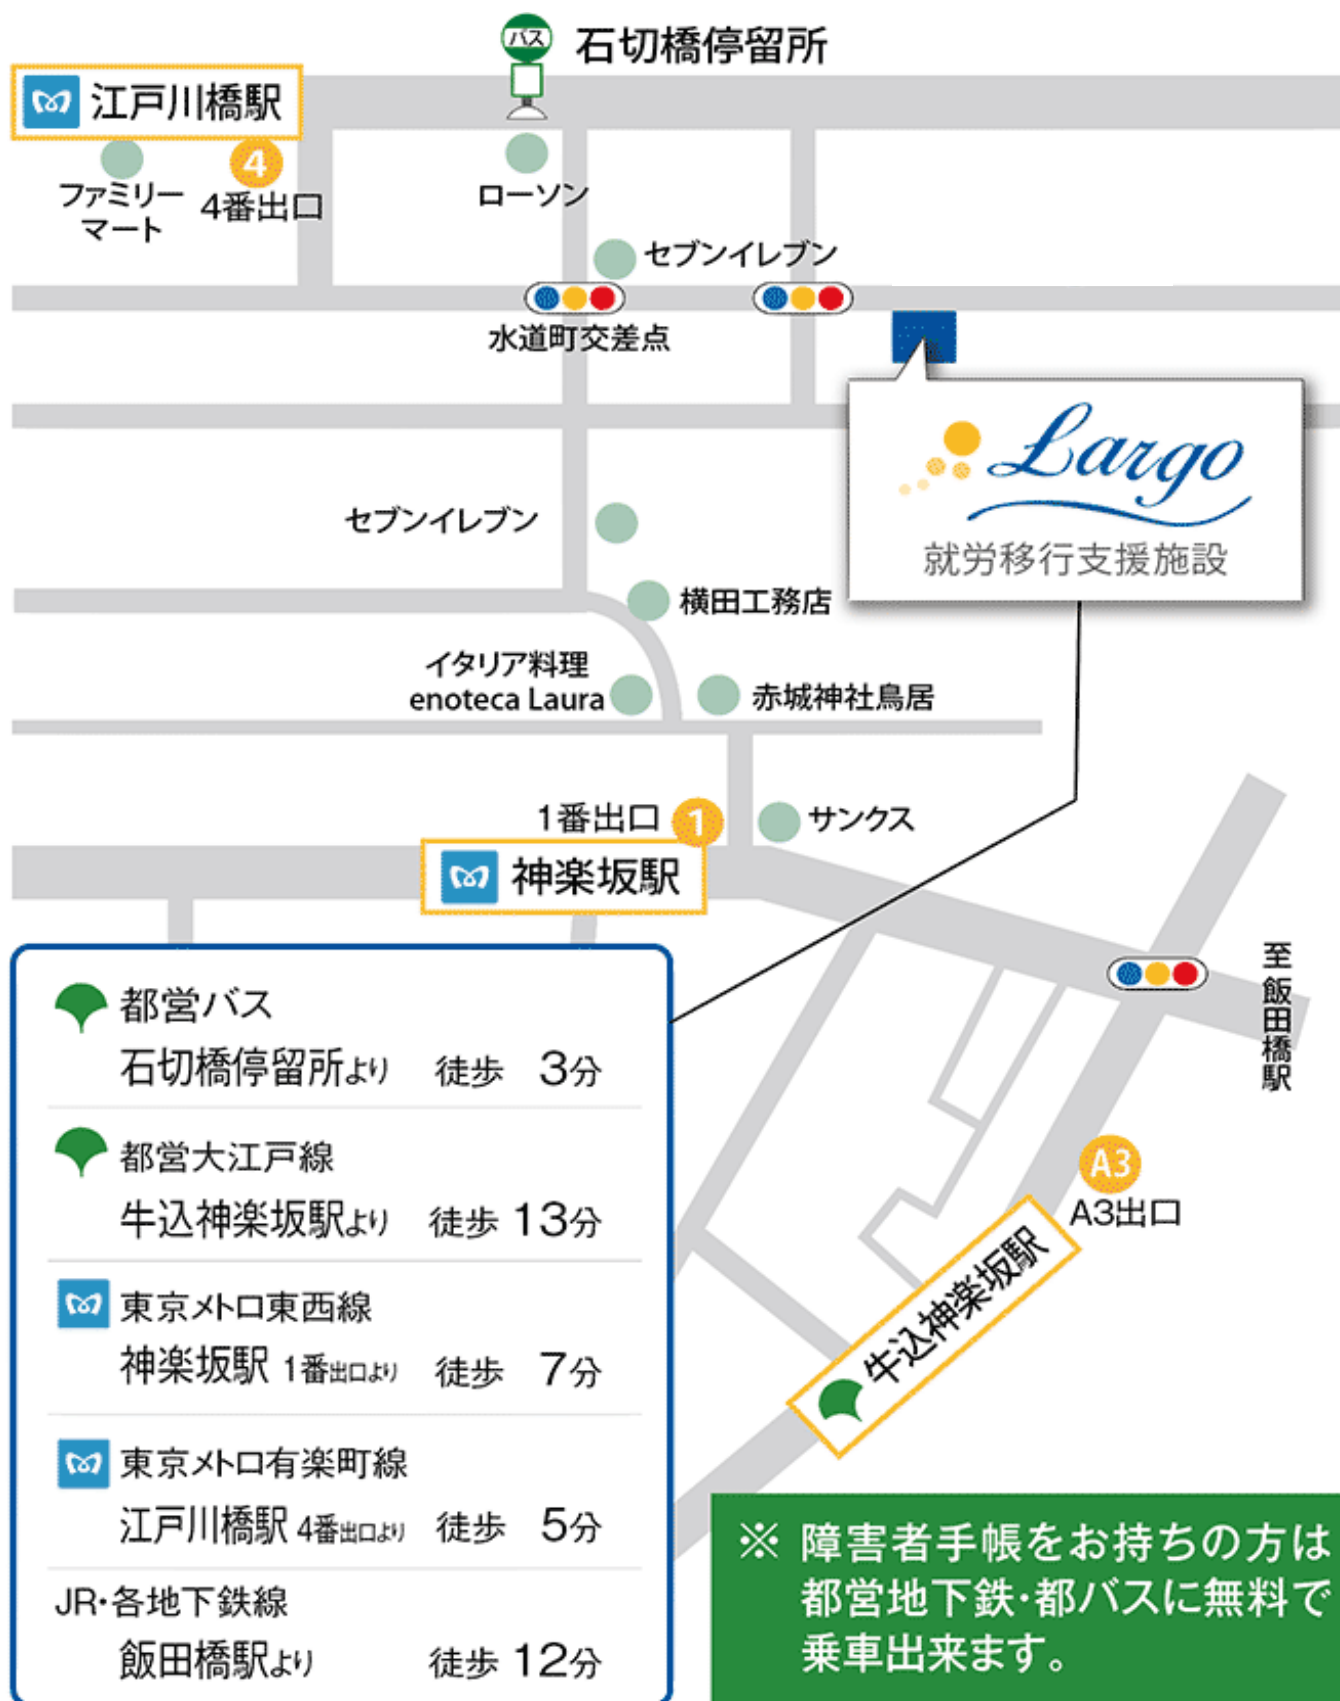 バス
石切橋停留所
江戸川橋駅
4
ファミリー
マート
4番出口
ローソン
セブンイレブン
水道町交差点
Largo
就労移行支援施設
セブンイレブン
横田工務店
イタリア料理
enoteca Laura
赤城神社鳥居
1番出口
1
サンクス
神楽坂駅
至飯田橋駅
A3
A3出口
牛込神楽坂駅
都営バス
石切橋停留所より 徒歩 3分
都営大江戸線
牛込神楽坂駅より 徒歩 13分
東京メトロ東西線
神楽坂駅 1番出口より 徒歩 7分
東京メトロ有楽町線
江戸川橋駅 4番出口より 徒歩 5分
JR・各地下鉄線
飯田橋駅より 徒歩 12分
※ 障害者手帳をお持ちの方は
都営地下鉄・都バスに無料で
乗車出来ます。